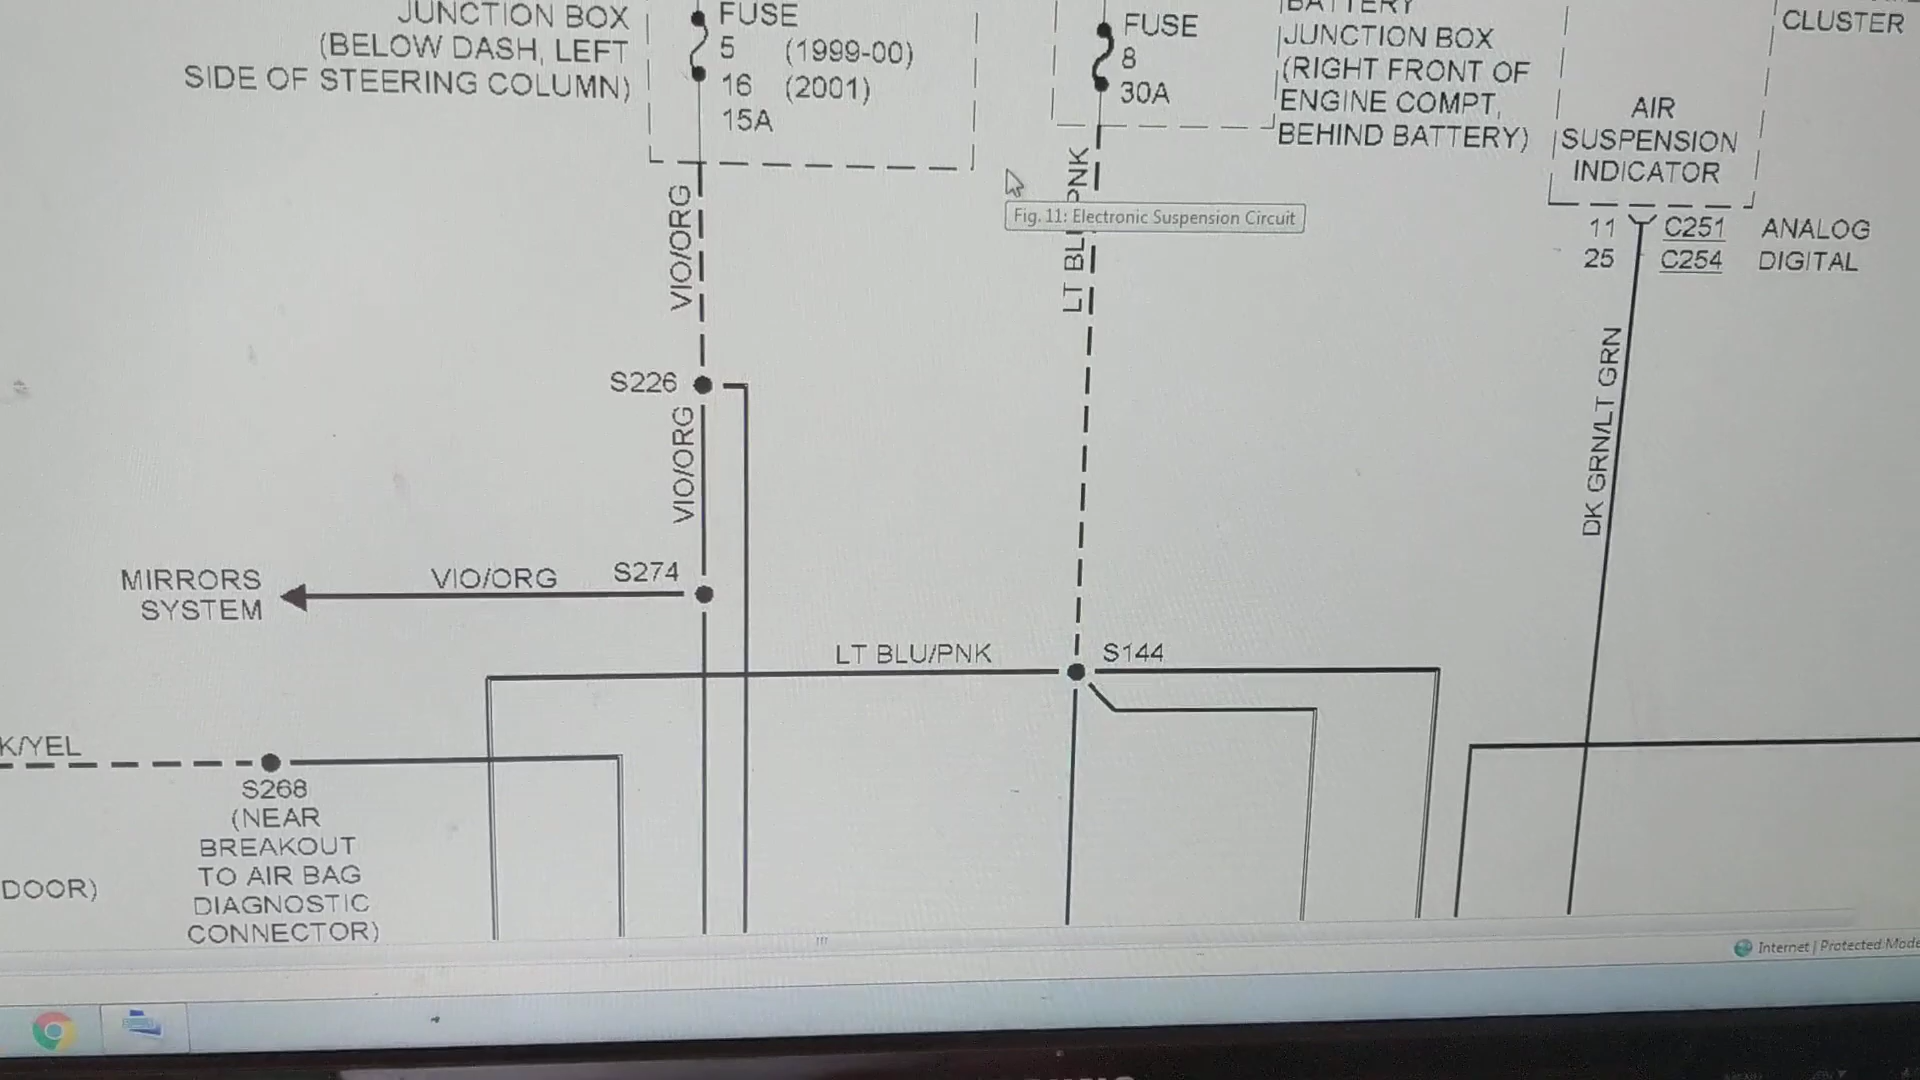 JUNCTION BOX
(BELOW DASH, LEFT
SIDE OF STEERING COLUMN)
FUSE
5 (1999-00)
16 (2001)
15A
FUSE
8
30A
BATTERY
JUNCTION BOX
(RIGHT FRONT OF
ENGINE COMPT,
BEHIND BATTERY)
CLUSTER
AIR
SUSPENSION
INDICATOR
11 C251 ANALOG
25 C254 DIGITAL
VIO/ORG
LT BL PNK
Fig. 11: Electronic Suspension Circuit
DK GRN/LT GRN
S226
VIO/ORG
MIRRORS
SYSTEM
VIO/ORG
S274
LT BLU/PNK
S144
K/YEL
S268
(NEAR
BREAKOUT
TO AIR BAG
DIAGNOSTIC
CONNECTOR)
DOOR)
Internet | Protected Mode